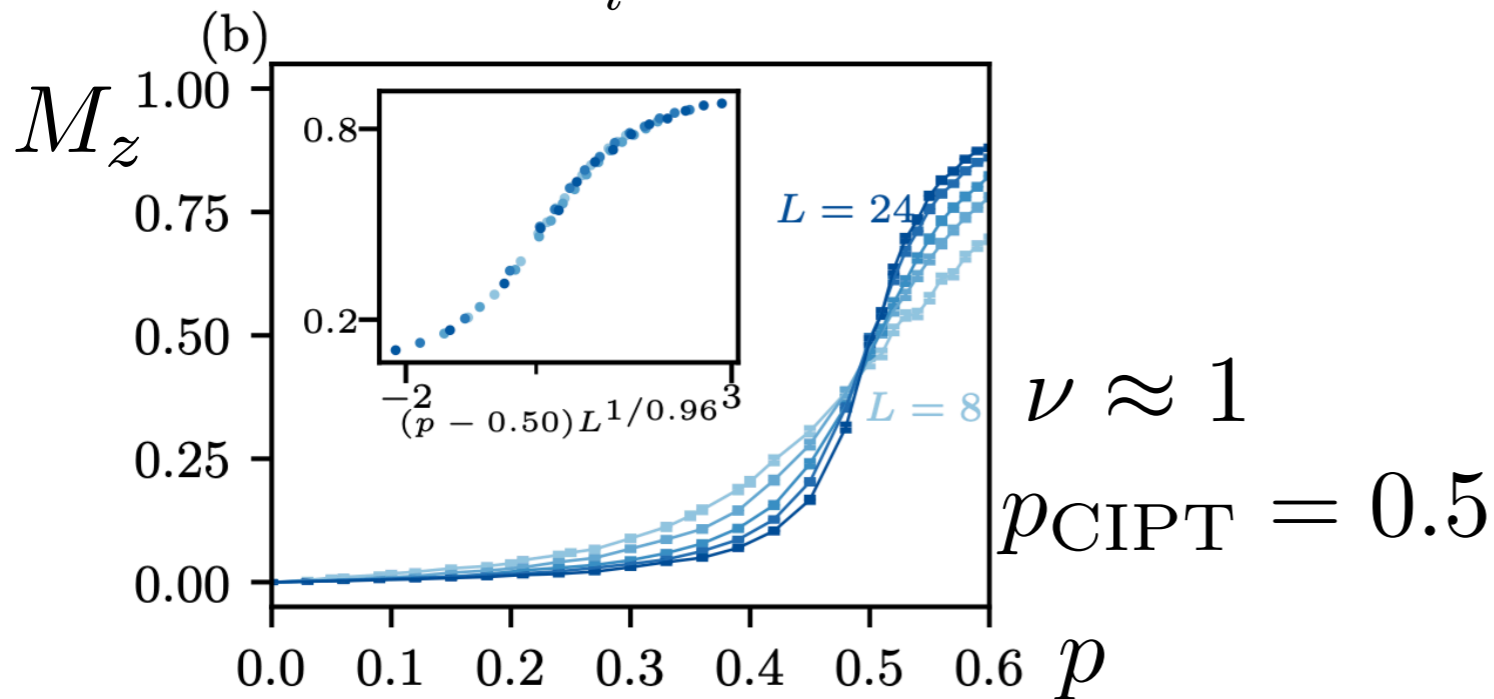 i
(b)
M_z
1.00
0.75
0.50
0.25
0.00
0.8
0.2
−2
3
(p − 0.50)L^{1/0.96}
L = 24
L = 8
ν ≈ 1
p_{CIPT} = 0.5
0.0 0.1 0.2 0.3 0.4 0.5 0.6 p